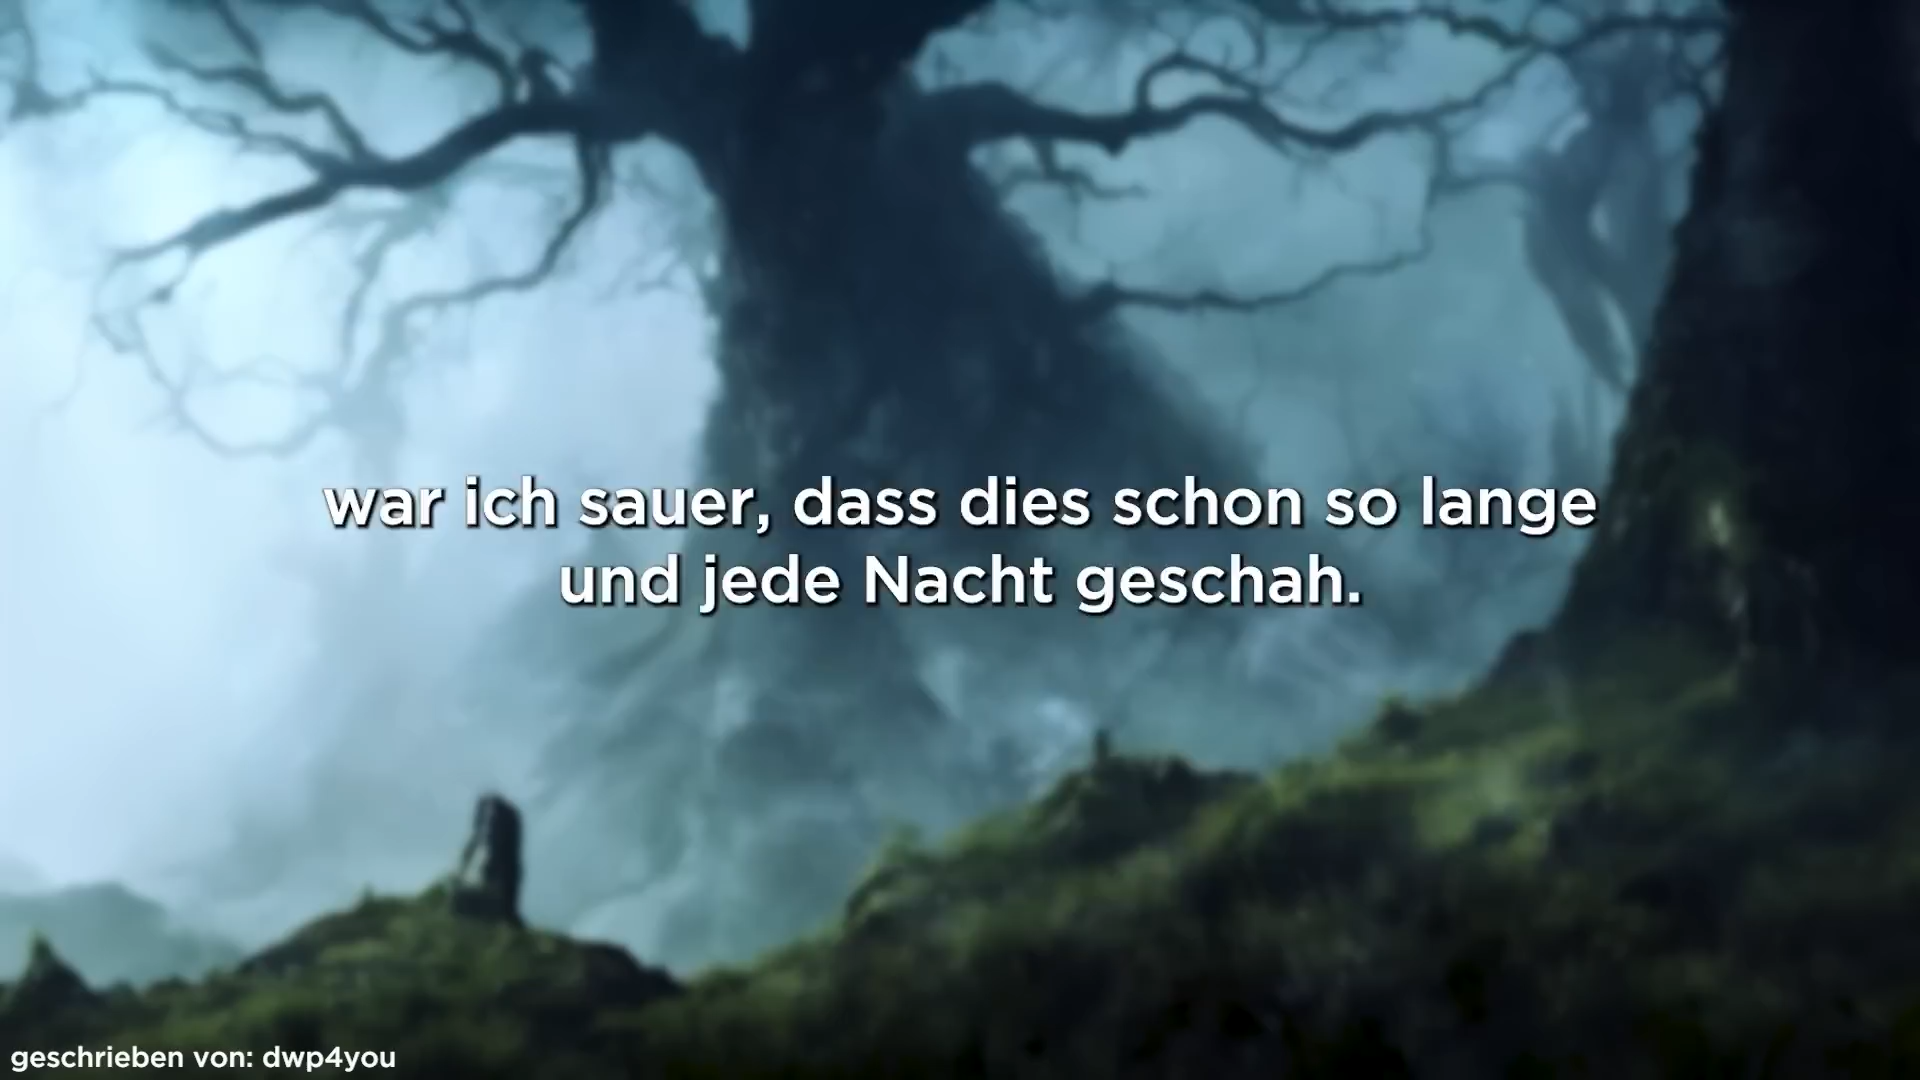 war ich sauer, dass dies schon so lange
und jede Nacht geschah.
geschrieben von: dwp4you